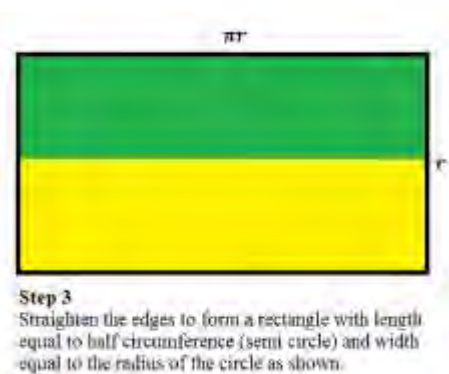 πr
r
Step 3
Straighten the edges to form a rectangle with length
equal to half circumference (semi circle) and width
equal to the radius of the circle as shown.